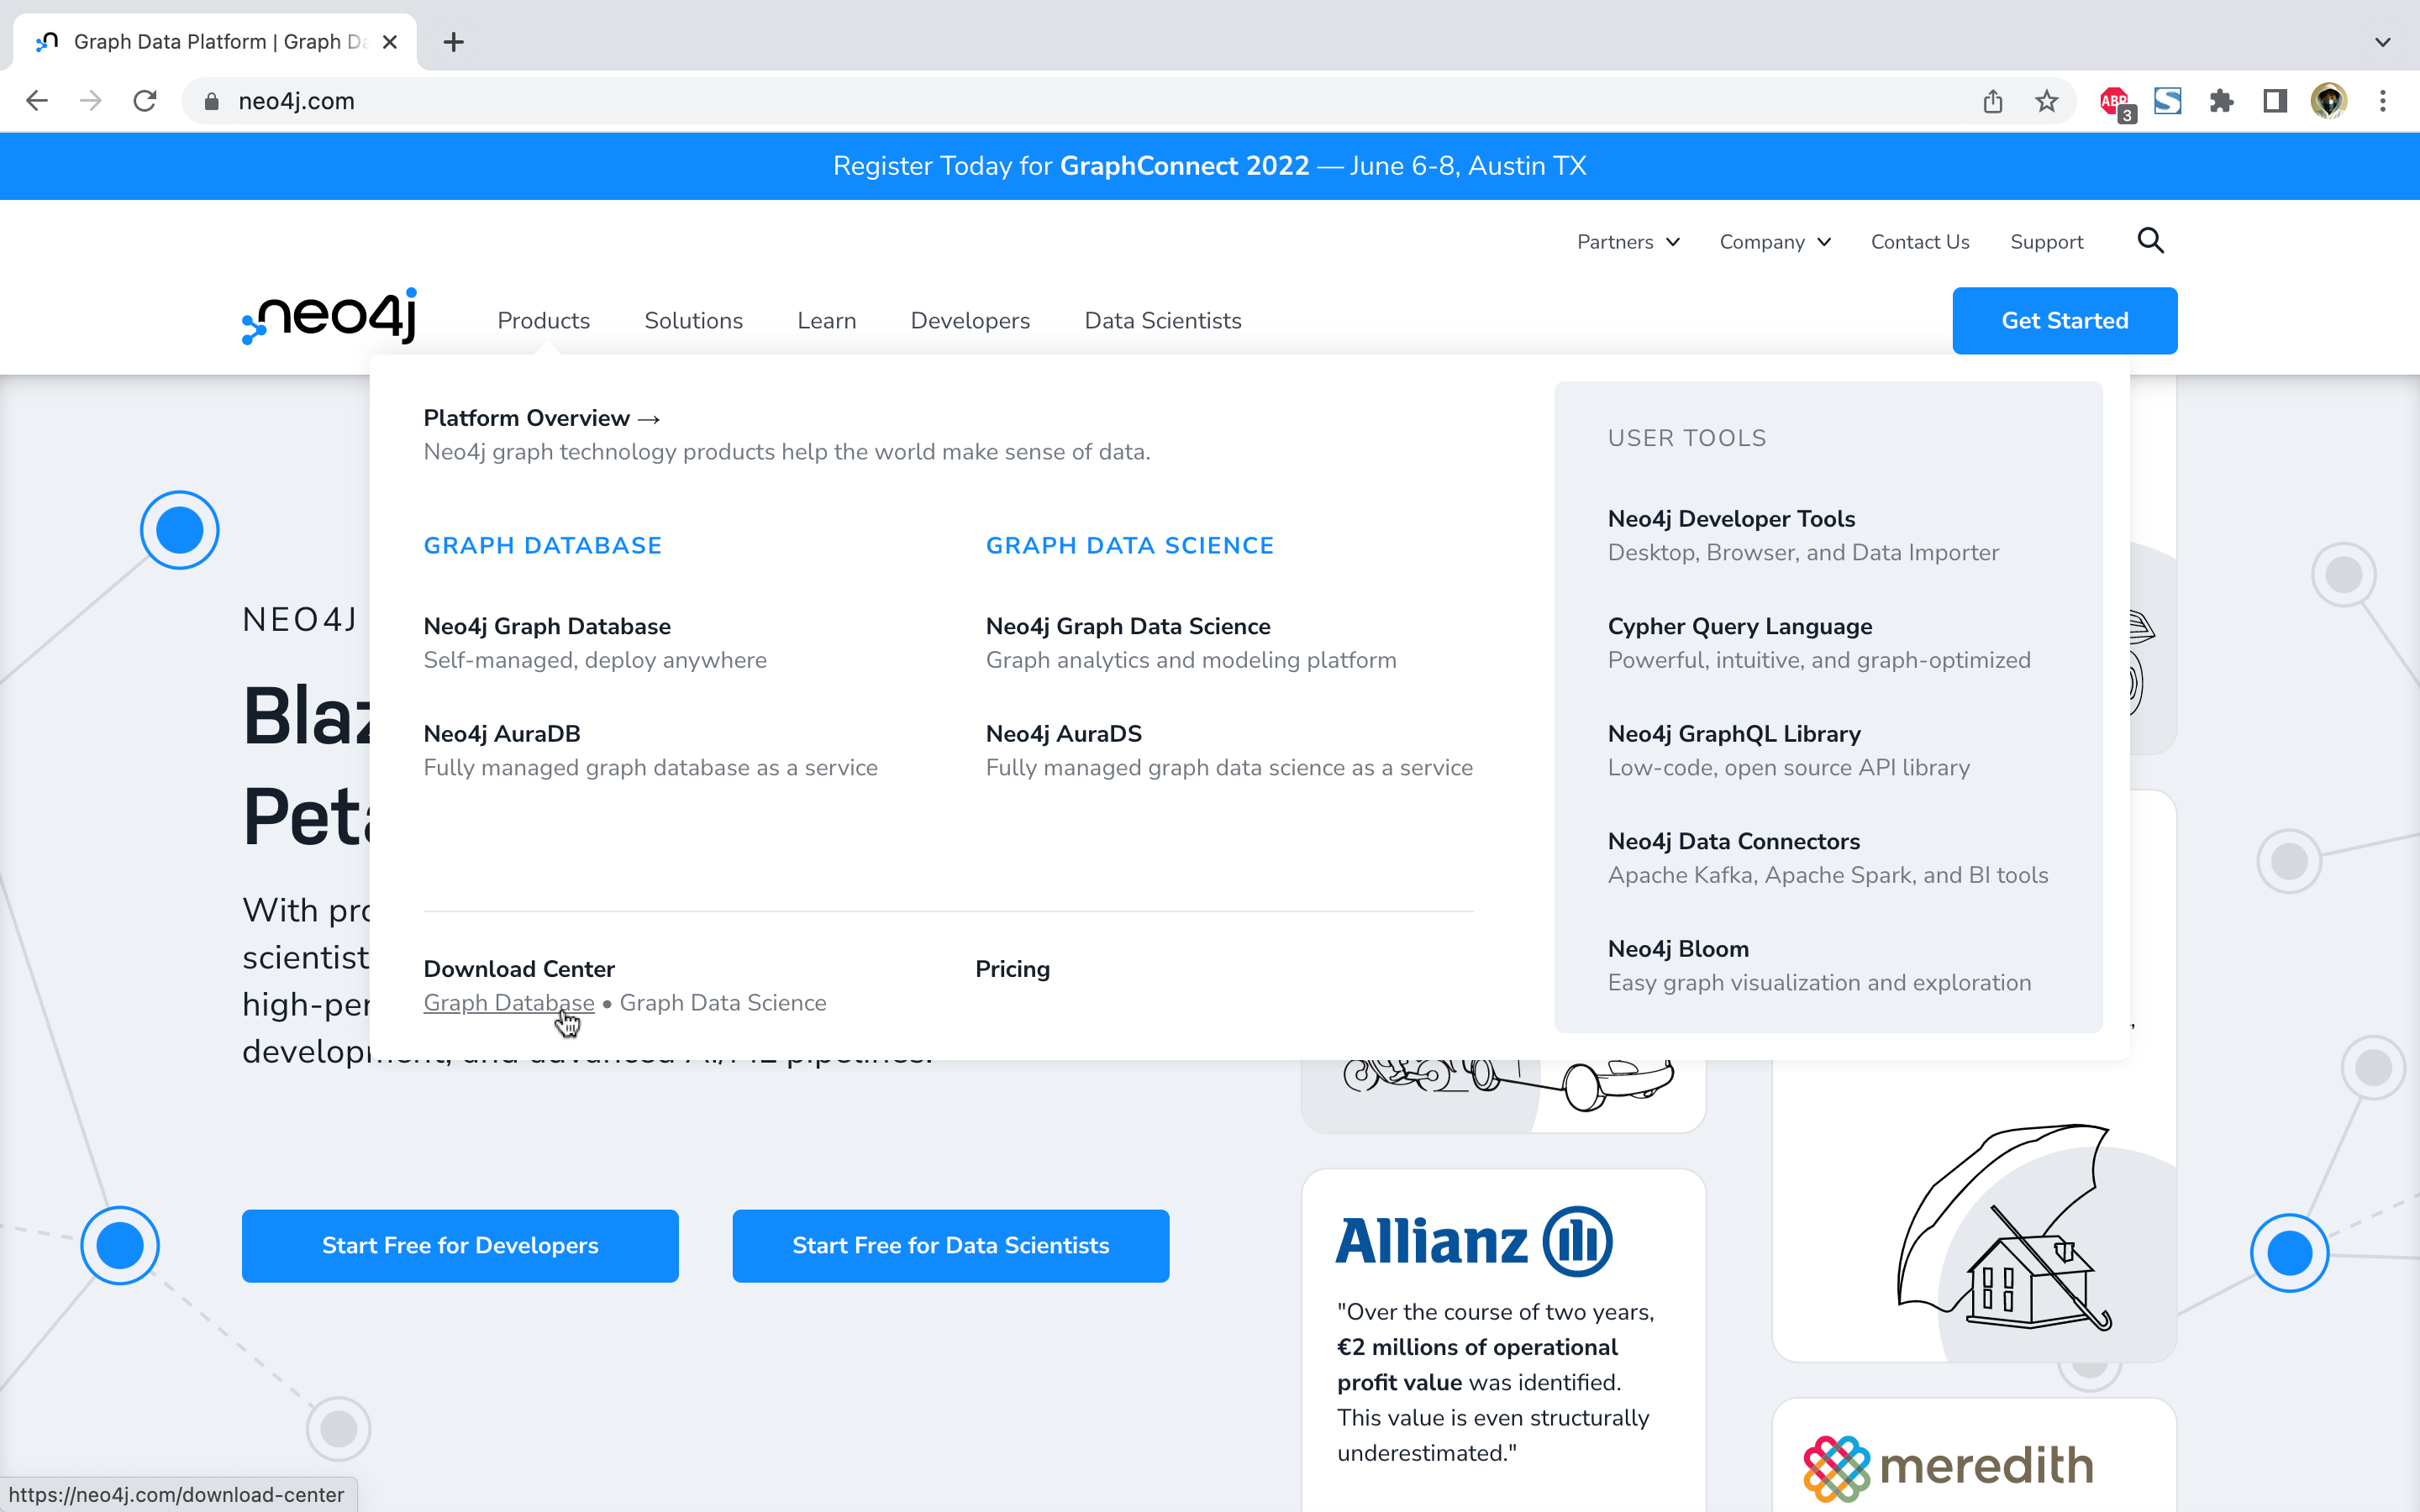 Graph Data Platform | Graph Da
neo4j.com
ABP
3
Register Today for GraphConnect 2022 — June 6-8, Austin TX
Partners
Company
Contact Us
Support
neo4j
Products
Solutions
Learn
Developers
Data Scientists
Get Started
Platform Overview →
Neo4j graph technology products help the world make sense of data.
GRAPH DATABASE
Neo4j Graph Database
Self-managed, deploy anywhere
Neo4j AuraDB
Fully managed graph database as a service
GRAPH DATA SCIENCE
Neo4j Graph Data Science
Graph analytics and modeling platform
Neo4j AuraDS
Fully managed graph data science as a service
Download Center
Graph Database • Graph Data Science
Pricing
USER TOOLS
Neo4j Developer Tools
Desktop, Browser, and Data Importer
Cypher Query Language
Powerful, intuitive, and graph-optimized
Neo4j GraphQL Library
Low-code, open source API library
Neo4j Data Connectors
Apache Kafka, Apache Spark, and BI tools
Neo4j Bloom
Easy graph visualization and exploration
NEO4J
Blaz
Peta
With pro
scientist
high-per
development, and advanced AI/ML pipelines.
Start Free for Developers
Start Free for Data Scientists
Allianz
"Over the course of two years,
€2 millions of operational
profit value was identified.
This value is even structurally
underestimated."
meredith
https://neo4j.com/download-center